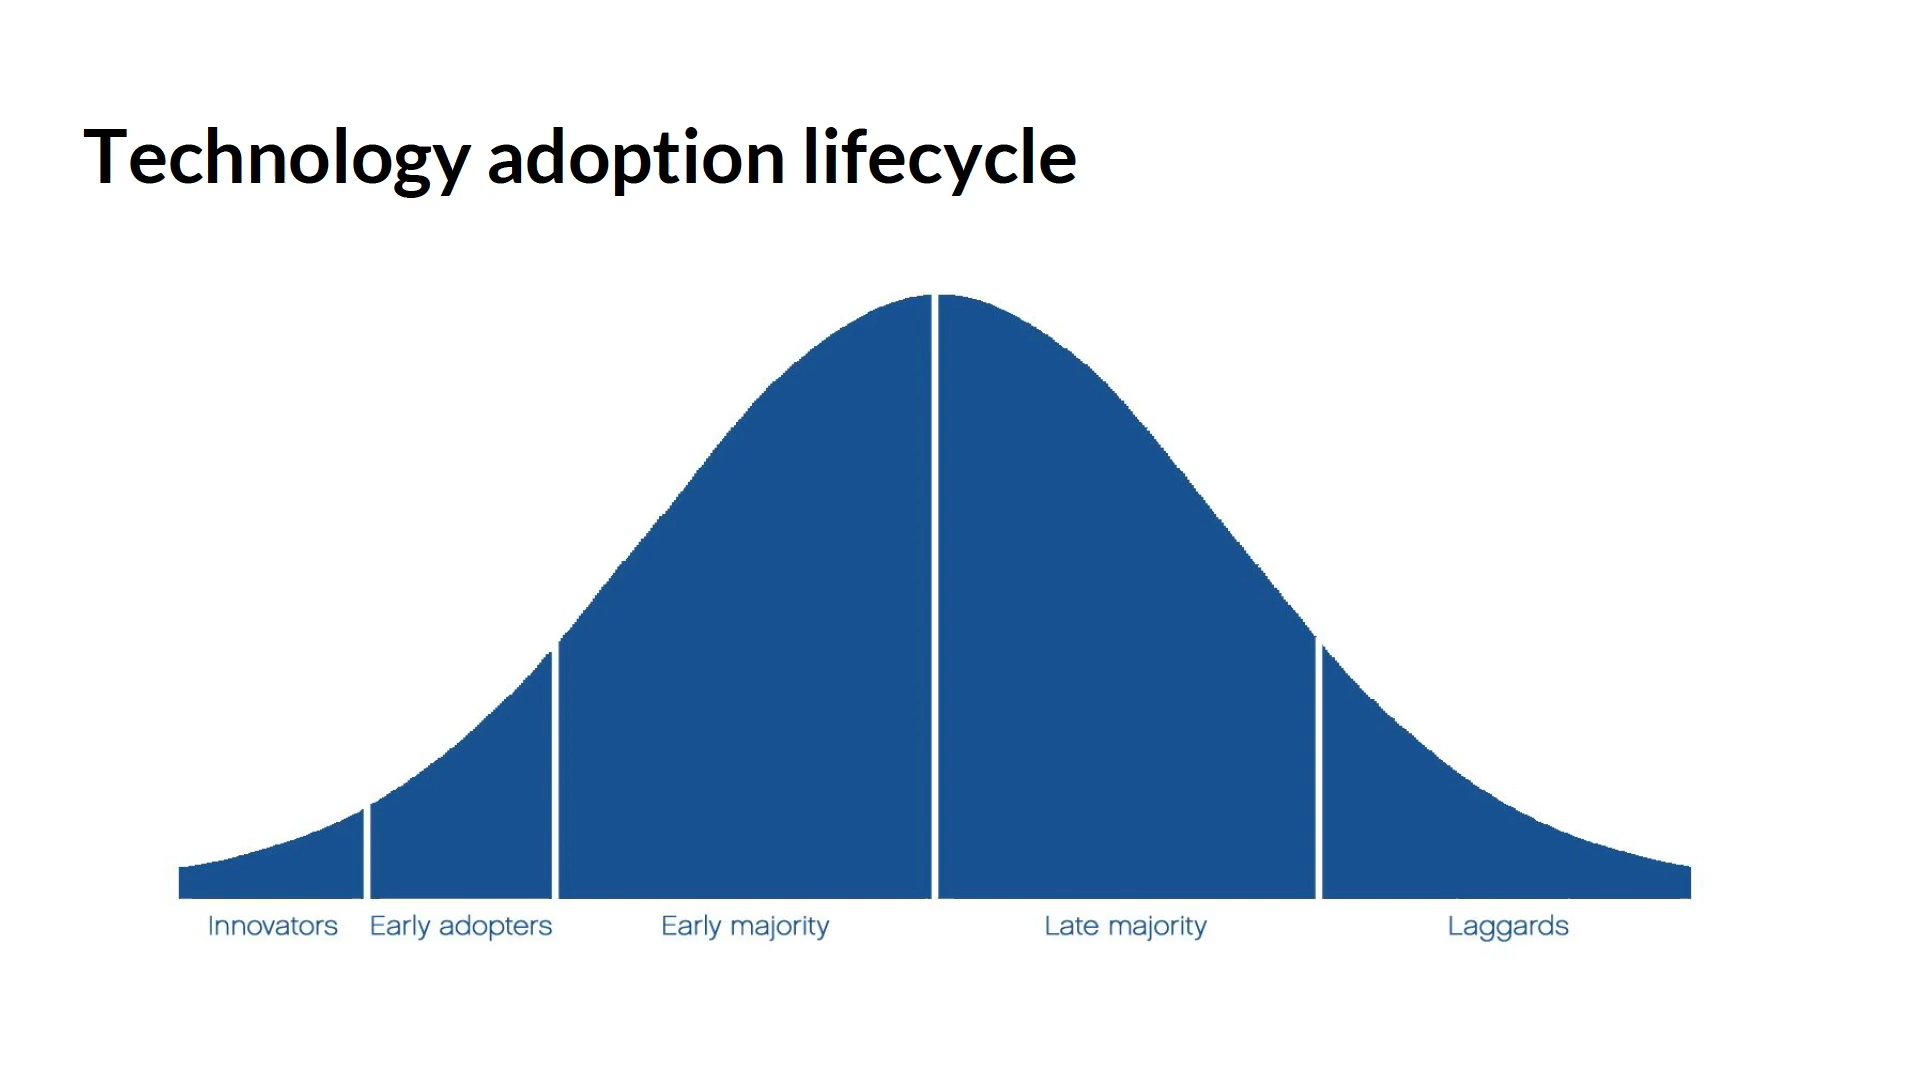 Technology adoption lifecycle
Innovators
Early adopters
Early majority
Late majority
Laggards